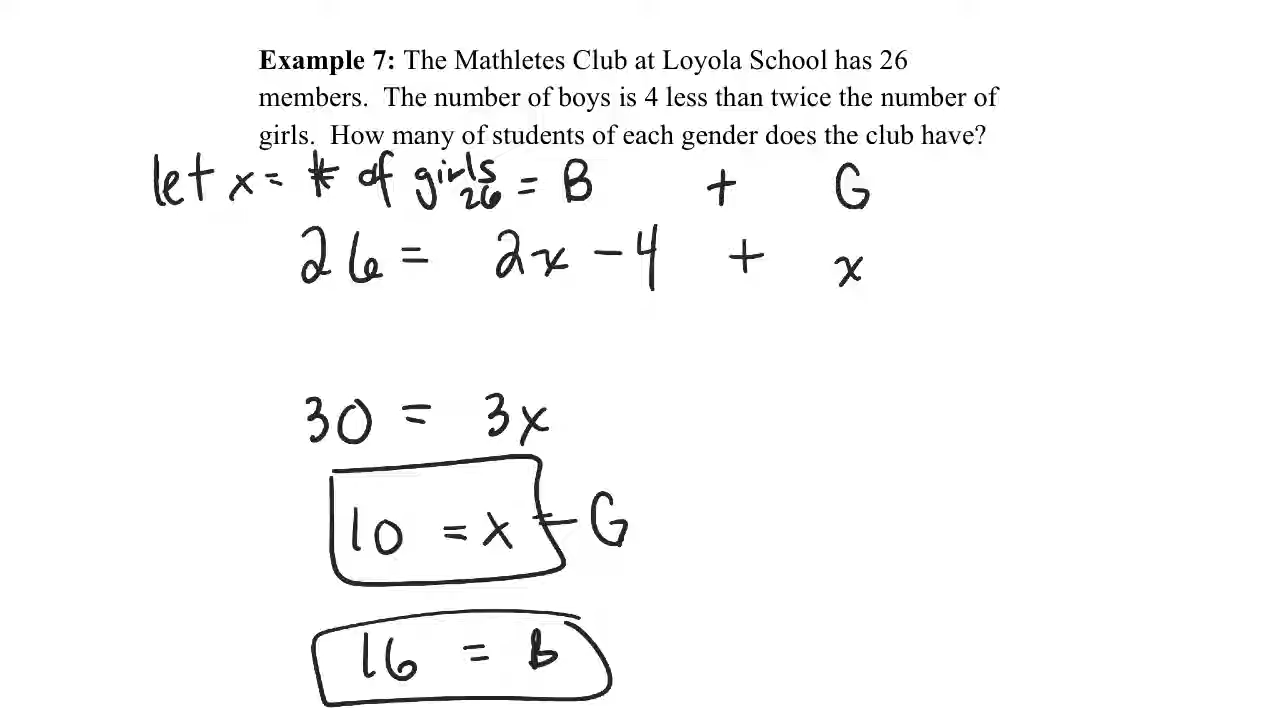 Example 7: The Mathletes Club at Loyola School has 26
members. The number of boys is 4 less than twice the number of
girls. How many of students of each gender does the club have?
let x = # of girls 26 = B + G
26 = 2x - 4 + x
30 = 3x
10 = x = G
16 = B